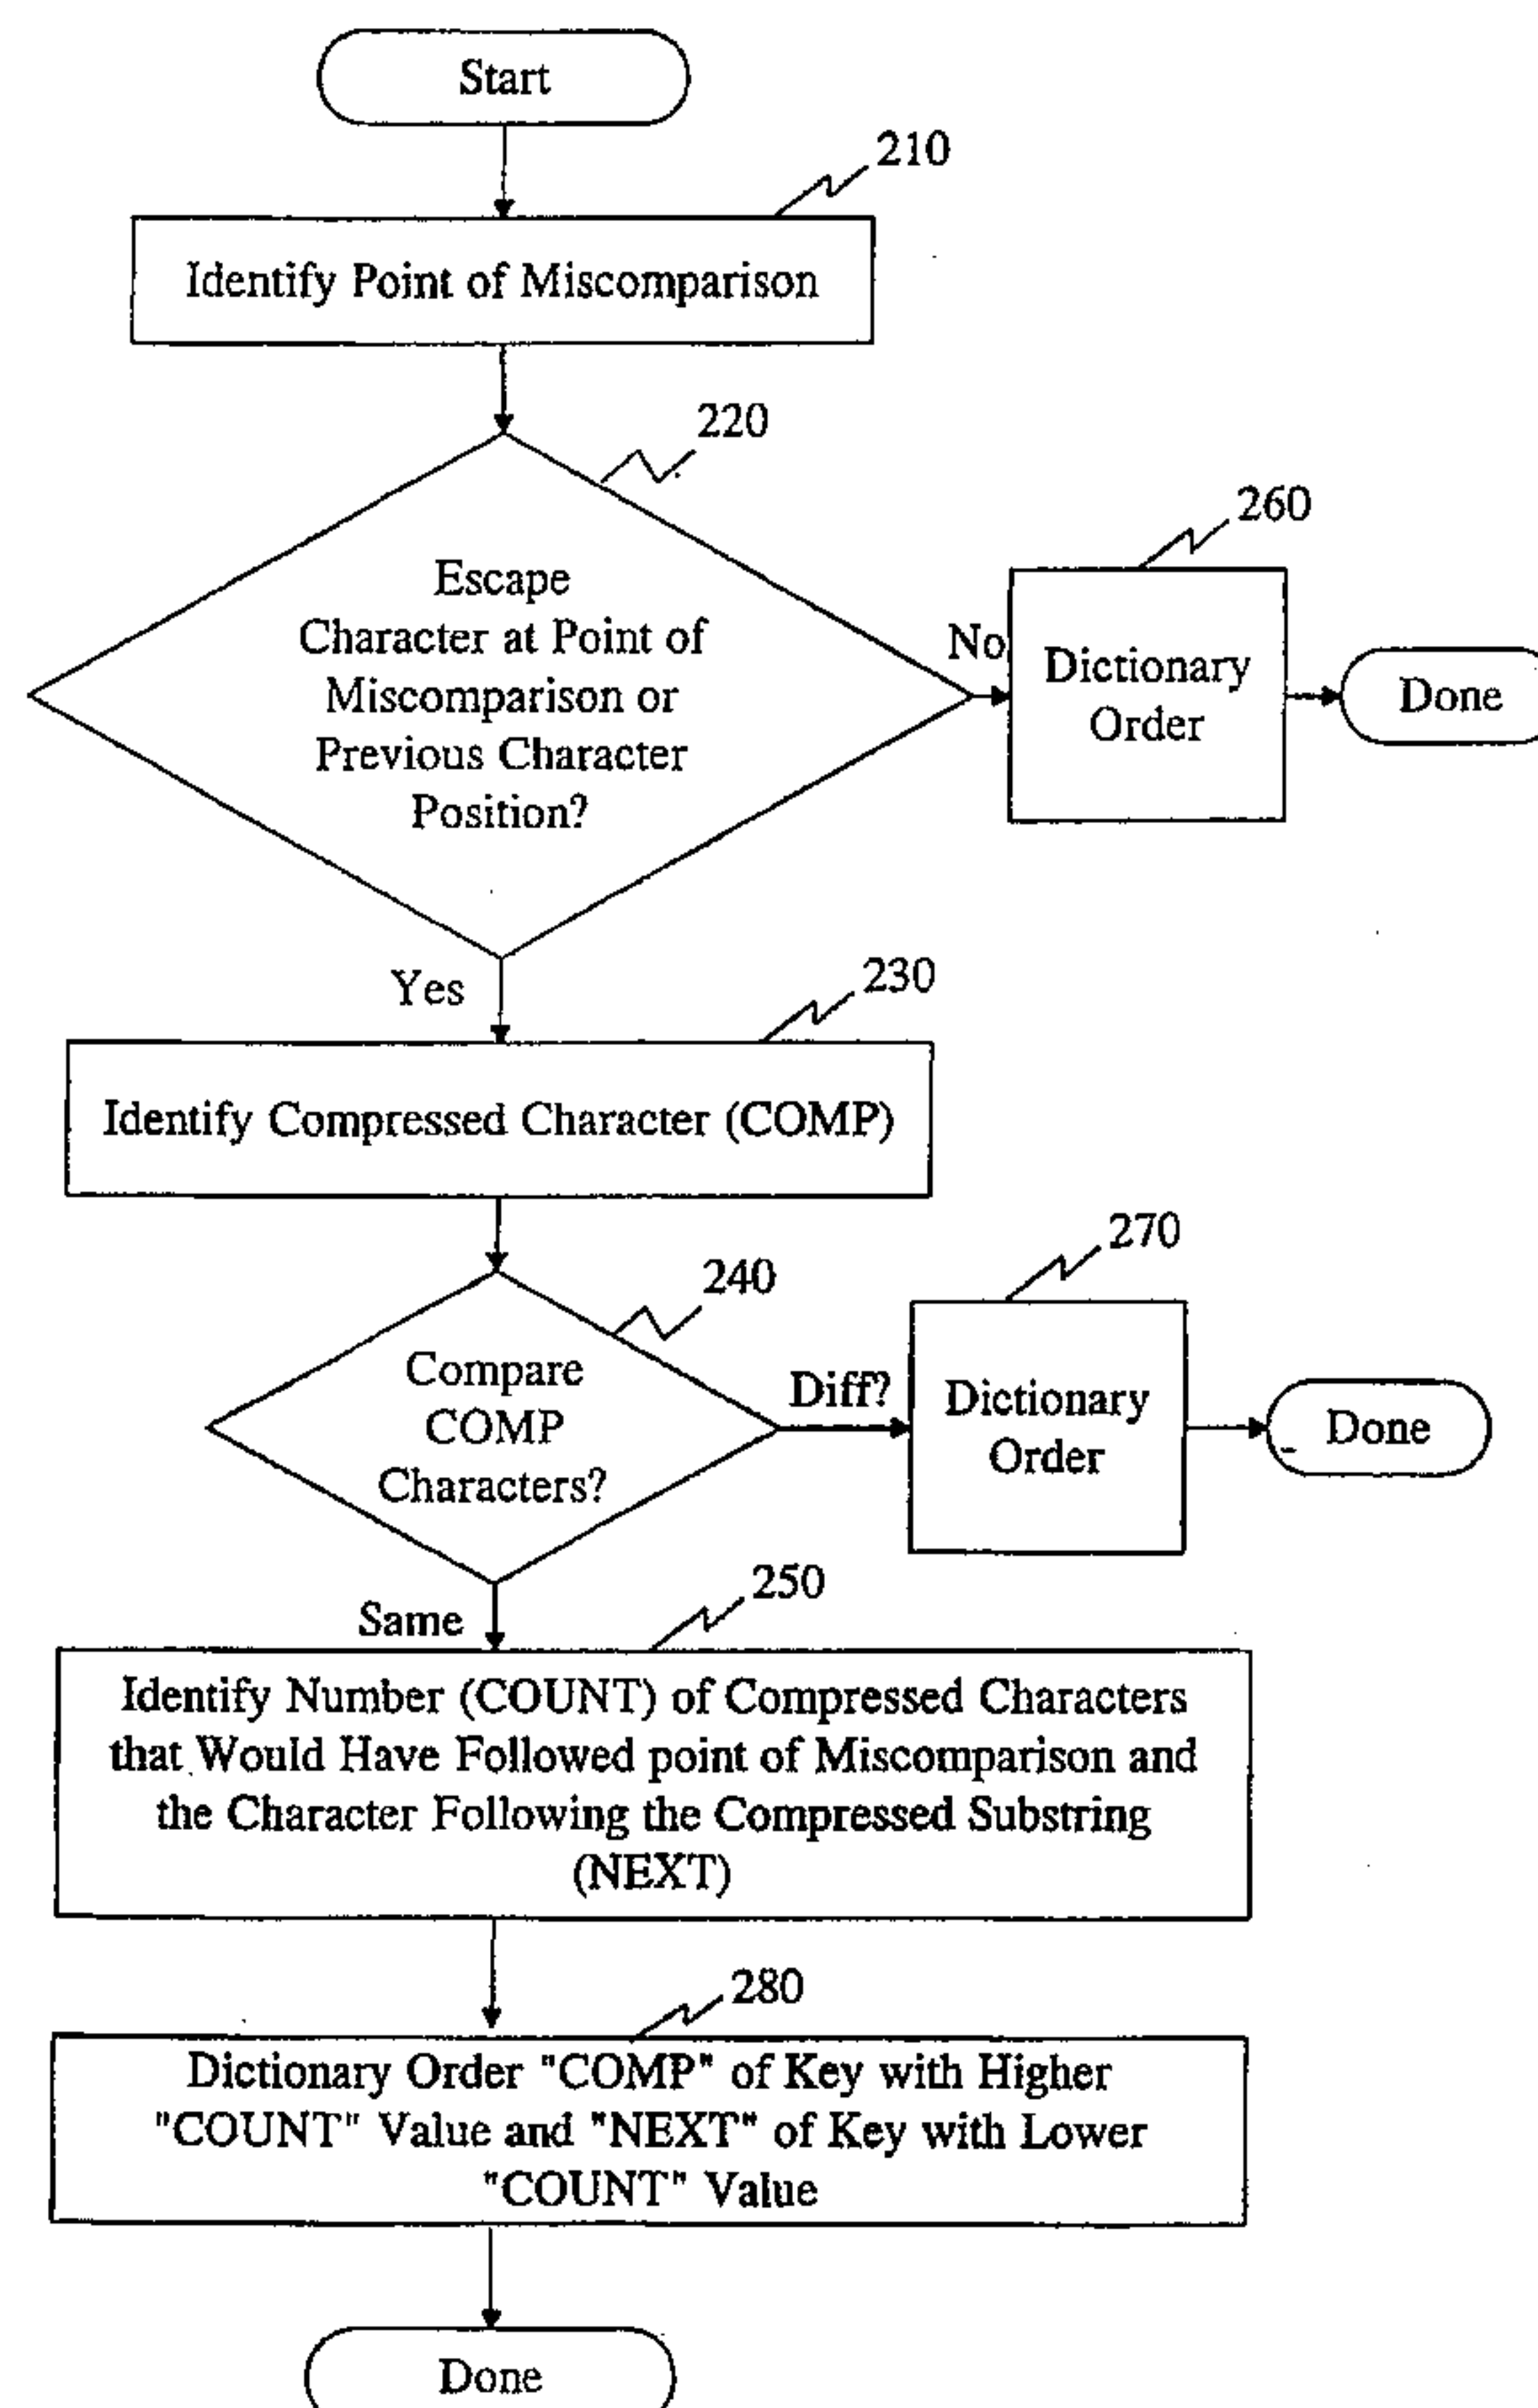 Start
210
Identify Point of Miscomparison
220
Escape
Character at Point of
Miscomparison or
Previous Character
Position?
No
260
Dictionary
Order
Done
Yes
230
Identify Compressed Character (COMP)
240
Compare
COMP
Characters?
Diff?
270
Dictionary
Order
Done
Same
250
Identify Number (COUNT) of Compressed Characters
that Would Have Followed point of Miscomparison and
the Character Following the Compressed Substring
(NEXT)
280
Dictionary Order "COMP" of Key with Higher
"COUNT" Value and "NEXT" of Key with Lower
"COUNT" Value
Done